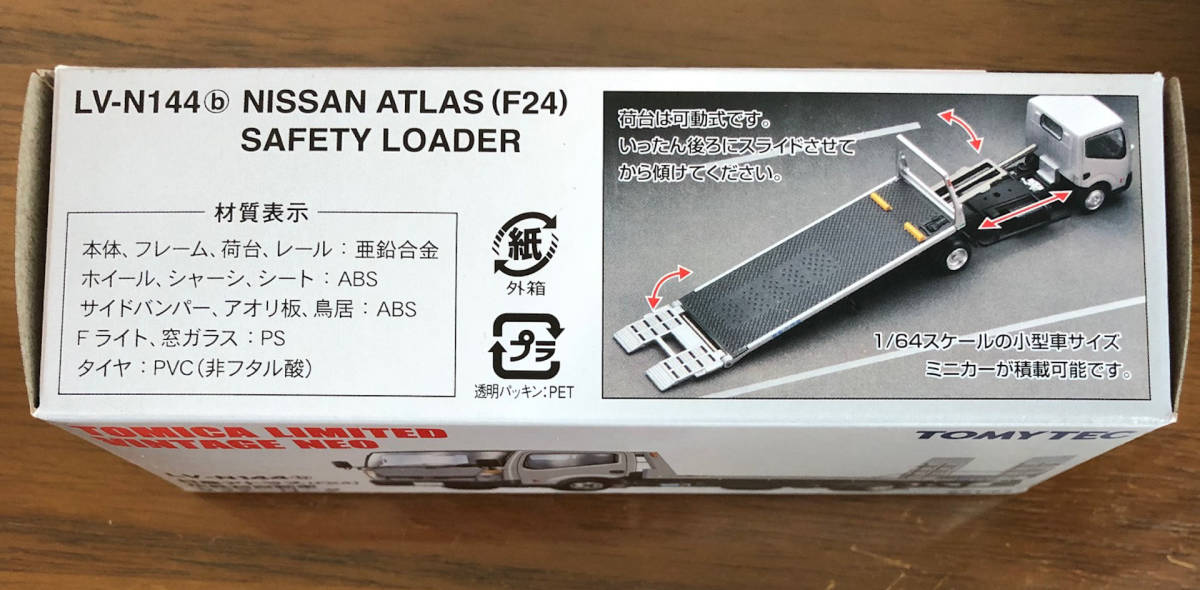 LV-N144ⓑ NISSAN ATLAS (F24)
SAFETY LOADER
材質表示
本体、フレーム、荷台、レール：亜鉛合金
ホイール、シャーシ、シート：ABS
サイドバンパー、アオリ板、鳥居：ABS
Fライト、窓ガラス：PS
タイヤ：PVC（非フタル酸）
紙
外箱
プラ
透明パッキン：PET
荷台は可動式です。
いったん後ろにスライドさせて
から傾けてください。
1/64スケールの小型車サイズ
ミニカーが積載可能です。
TOMICA LIMITED
VINTAGE NEO
TOMYTEC
LV-N144ⓑ